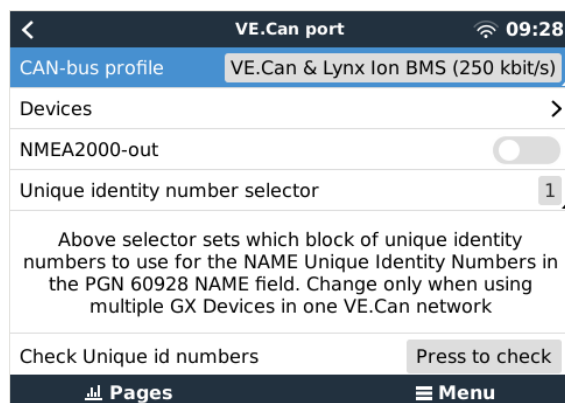 VE.Can port
09:28
CAN-bus profile
VE.Can & Lynx Ion BMS (250 kbit/s)
Devices
NMEA2000-out
Unique identity number selector
1
Above selector sets which block of unique identity
numbers to use for the NAME Unique Identity Numbers in
the PGN 60928 NAME field. Change only when using
multiple GX Devices in one VE.Can network
Check Unique id numbers
Press to check
Pages
Menu